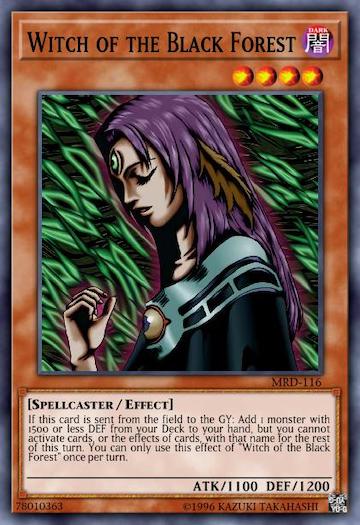 WITCH OF THE BLACK FOREST
DARK
闇
MRD-116
[SPELLCASTER / EFFECT]
If this card is sent from the field to the GY: Add 1 monster with
1500 or less DEF from your Deck to your hand, but you cannot
activate cards, or the effects of cards, with that name for the rest
of this turn. You can only use this effect of "Witch of the Black
Forest" once per turn.
ATK/1100 DEF/1200
78010363
©1996 KAZUKI TAKAHASHI